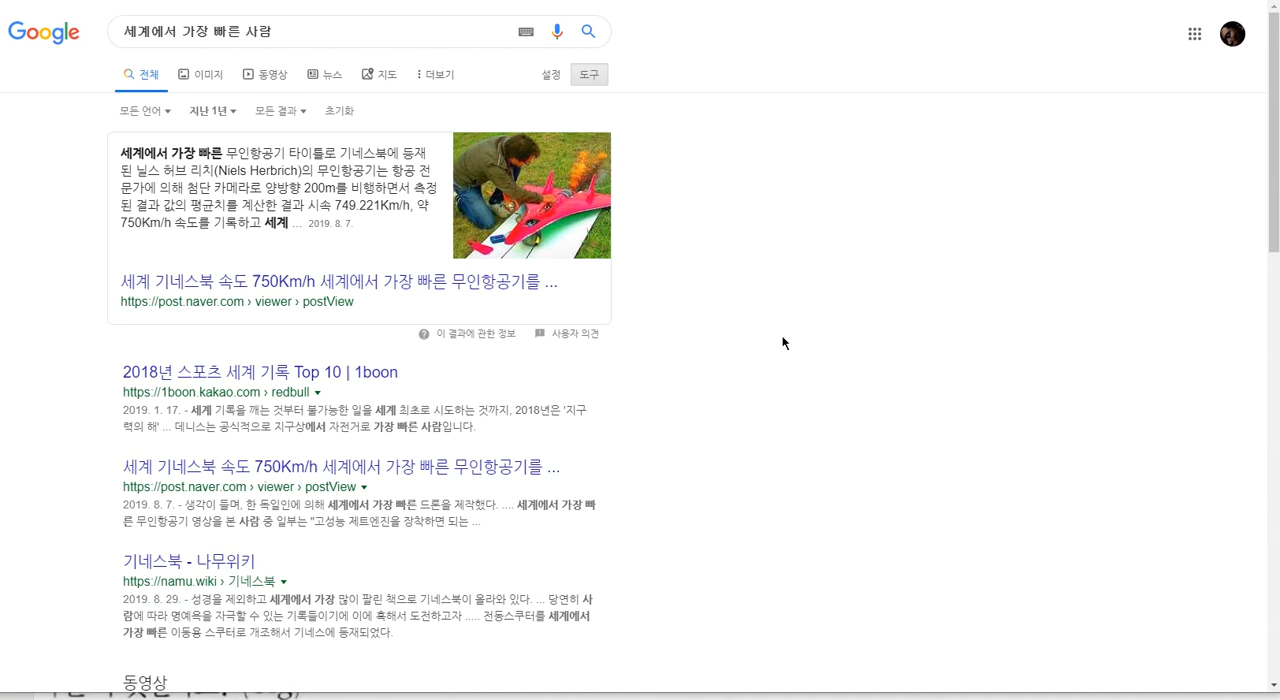 Google
세계에서 가장 빠른 사람
전체 이미지 동영상 뉴스 지도 더보기 설정 도구
모든 언어 지난 1년 모든 결과 초기화
세계에서 가장 빠른 무인항공기 타이틀로 기네스북에 등재
된 닐스 허브 리치(Niels Herbrich)의 무인항공기는 항공 전
문가에 의해 첨단 카메라로 양방향 200m를 비행하면서 측정
된 결과 값의 평균치를 계산한 결과 시속 749.221Km/h, 약
750Km/h 속도를 기록하고 세계 ... 2019. 8. 7.
세계 기네스북 속도 750Km/h 세계에서 가장 빠른 무인항공기를 ...
https://post.naver.com › viewer › postView
이 결과에 관한 정보 사용자 의견
2018년 스포츠 세계 기록 Top 10 | 1boon
https://1boon.kakao.com › redbull
2019. 1. 17. - 세계 기록을 깨는 것부터 불가능한 일을 세계 최초로 시도하는 것까지, 2018년은 '지구
력의 해' ... 데니스는 공식적으로 지구상에서 자전거로 가장 빠른 사람입니다.
세계 기네스북 속도 750Km/h 세계에서 가장 빠른 무인항공기를 ...
https://post.naver.com › viewer › postView
2019. 8. 7. - 생각이 들며, 한 독일인에 의해 세계에서 가장 빠른 드론을 제작했다. .... 세계에서 가장 빠
른 무인항공기 영상을 본 사람 중 일부는 "고성능 제트엔진을 장착하면 되는 ...
기네스북 - 나무위키
https://namu.wiki › 기네스북
2019. 8. 29. - 성경을 제외하고 세계에서 가장 많이 팔린 책으로 기네스북이 올라와 있다. ... 당연히 사
람에 따라 명예욕을 자극할 수 있는 기록들이기에 이에 혹해서 도전하고자 ..... 전동스쿠터를 세계에서
가장 빠른 이동용 스쿠터로 개조해서 기네스에 등재되었다.
동영상